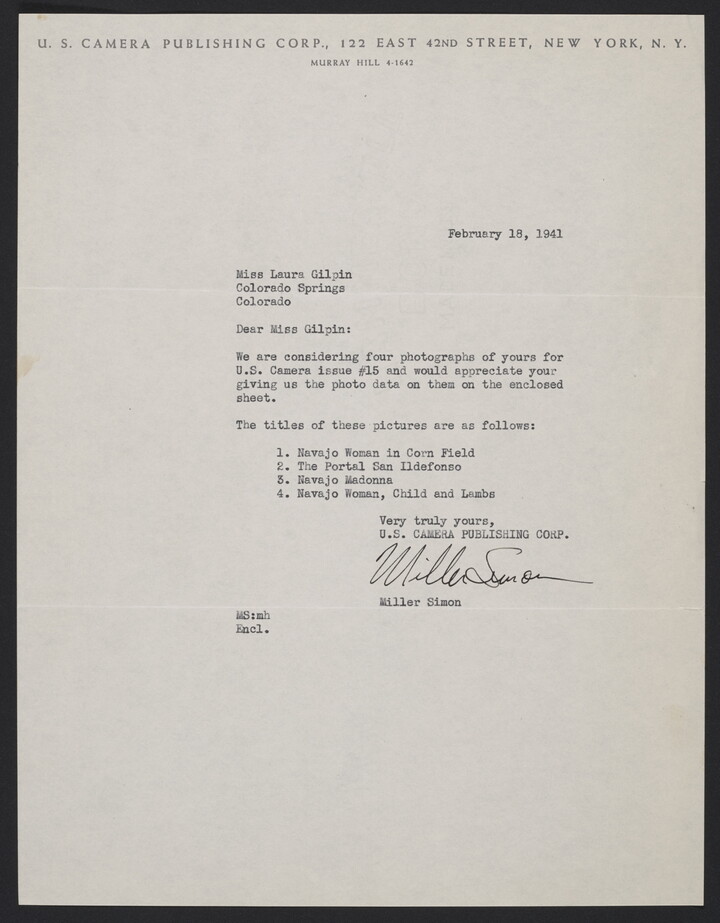 U. S. CAMERA PUBLISHING CORP., 122 EAST 42ND STREET, NEW YORK, N. Y.
MURRAY HILL 4-1642
February 18, 1941
Miss Laura Gilpin
Colorado Springs
Colorado
Dear Miss Gilpin:
We are considering four photographs of yours for
U.S. Camera issue #15 and would appreciate your
giving us the photo data on them on the enclosed
sheet.
The titles of these pictures are as follows:
1. Navajo Woman in Corn Field
2. The Portal San Ildefonso
3. Navajo Madonna
4. Navajo Woman, Child and Lambs
Very truly yours,
U.S. CAMERA PUBLISHING CORP.
Miller Simon
Miller Simon
MS:mh
Encl.